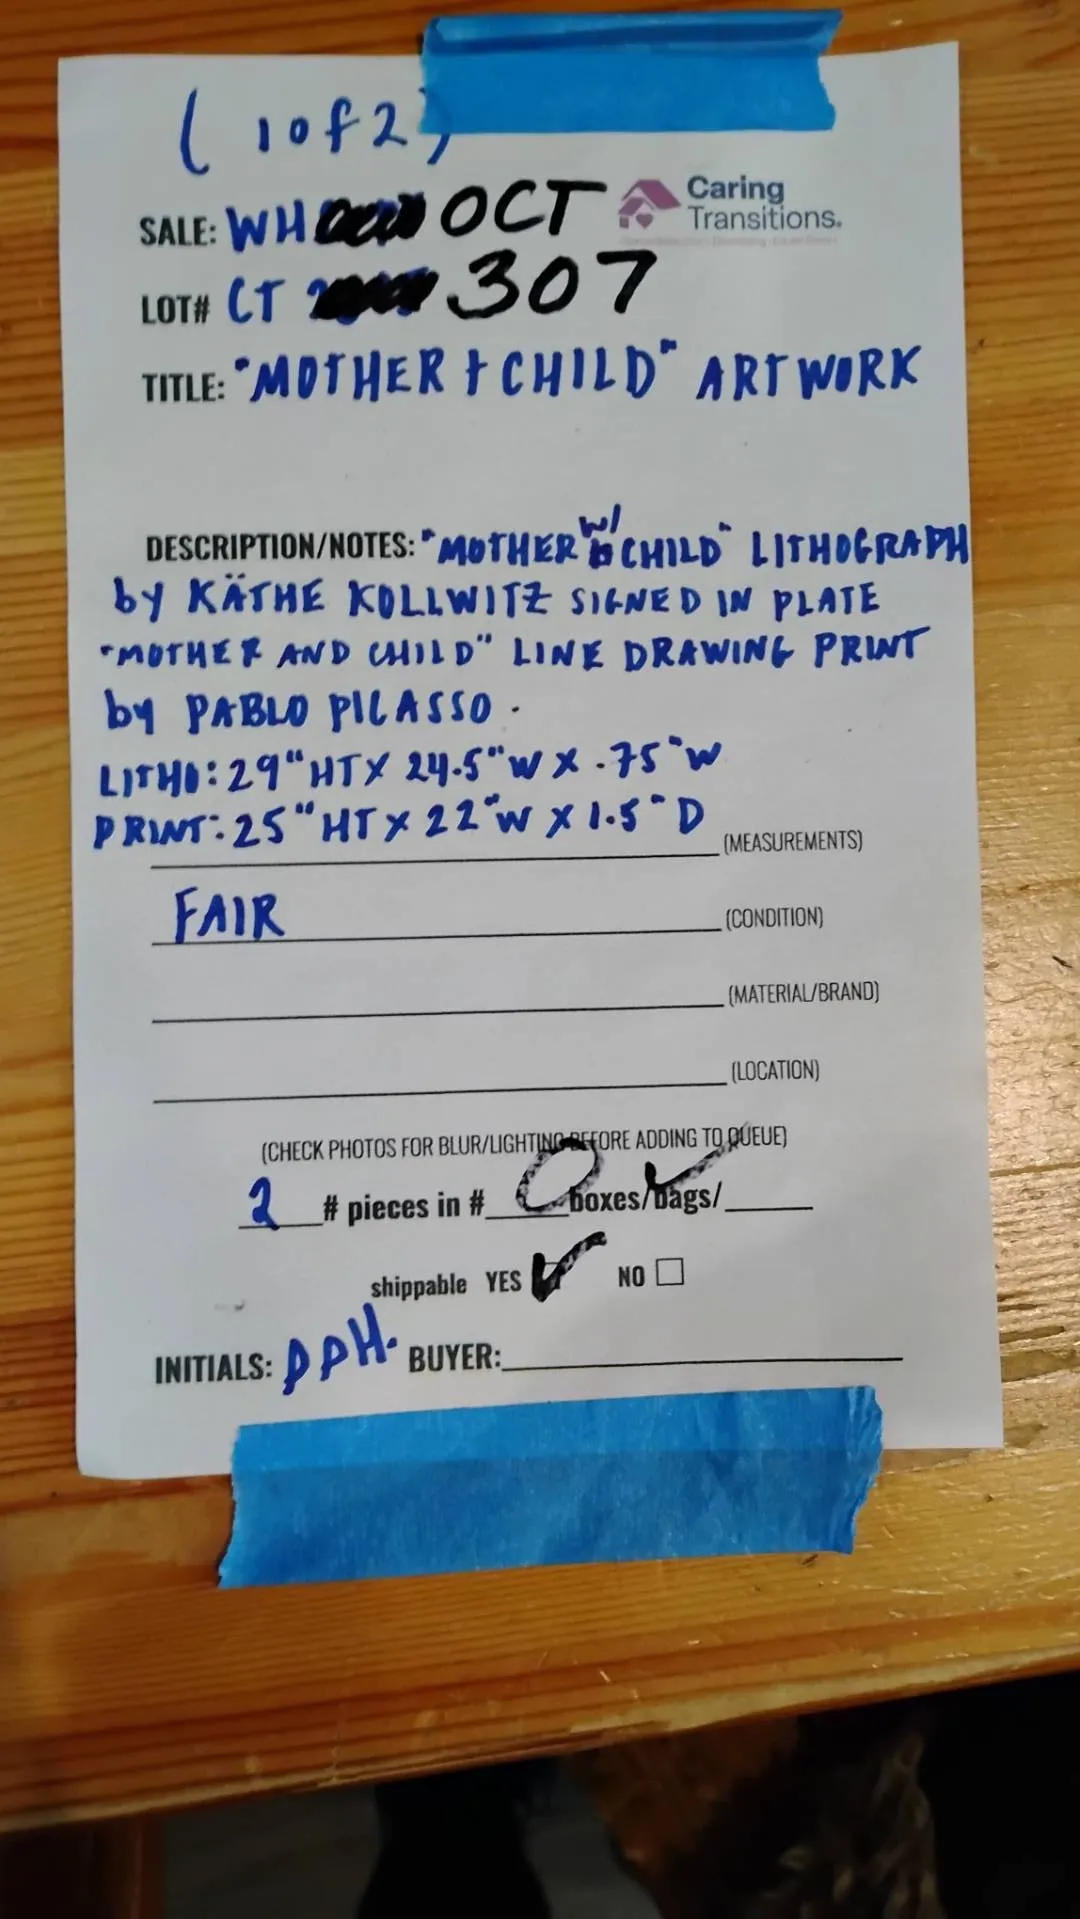 (1 of 2)
SALE: WH OCT
Caring
Transitions.
LOT# CT 307
TITLE: "MOTHER + CHILD" ARTWORK
DESCRIPTION/NOTES: "MOTHER w/ CHILD" LITHOGRAPH
by KÄTHE KOLLWITZ SIGNED IN PLATE
"MOTHER AND CHILD" LINE DRAWING PRINT
by PABLO PICASSO.
LITHO: 29" HT X 24.5" W X .75" W
PRINT: 25" HT X 22" W X 1.5" D
(MEASUREMENTS)
FAIR (CONDITION)
(MATERIAL/BRAND)
(LOCATION)
(CHECK PHOTOS FOR BLUR/LIGHTING BEFORE ADDING TO QUEUE)
2 # pieces in # 0 boxes/bags/
shippable YES ✓ NO ☐
INITIALS: DPH. BUYER: